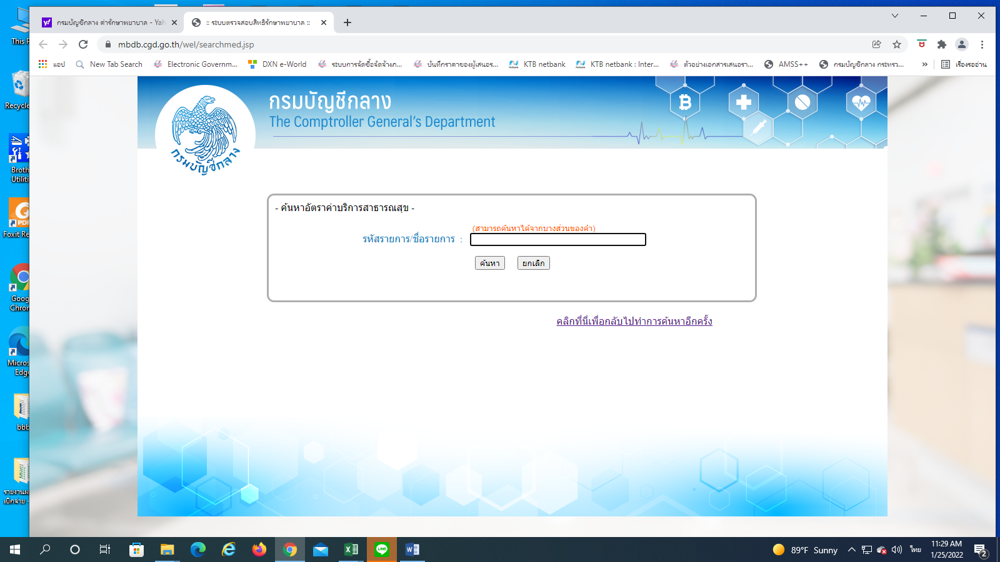 กรมบัญชีกลาง ค่ารักษาพยาบาล - Yah
:: ระบบตรวจสอบสิทธิรักษาพยาบาล ::
mbdb.cgd.go.th/wel/searchmed.jsp
แอป
New Tab Search
Electronic Governm...
DXN e-World
ระบบการจัดซื้อจัดจ้างภ...
บันทึกราคาของผู้เสนอร...
KTB netbank
KTB netbank : Inter...
ตัวอย่างเอกสารเสนอรา...
AMSS++
กรมบัญชีกลาง กระทรว...
»
เรื่องรออ่าน
กรมบัญชีกลาง
The Comptroller General's Department
กรมบัญชีกลาง
- ค้นหาอัตราค่าบริการสาธารณสุข -
(สามารถค้นหาได้จากบางส่วนของคำ)
รหัสรายการ/ชื่อรายการ :
ค้นหา
ยกเลิก
คลิกที่นี่เพื่อกลับไปทำการค้นหาอีกครั้ง
This P
Recycle
Broth
Utiliti
PDF
Foxit Re
Goog
Chron
Micros
Edge
bbb
รายงานผ
เบิกจ่าย -
LINE
89°F Sunny
ไทย
11:29 AM
1/25/2022
2